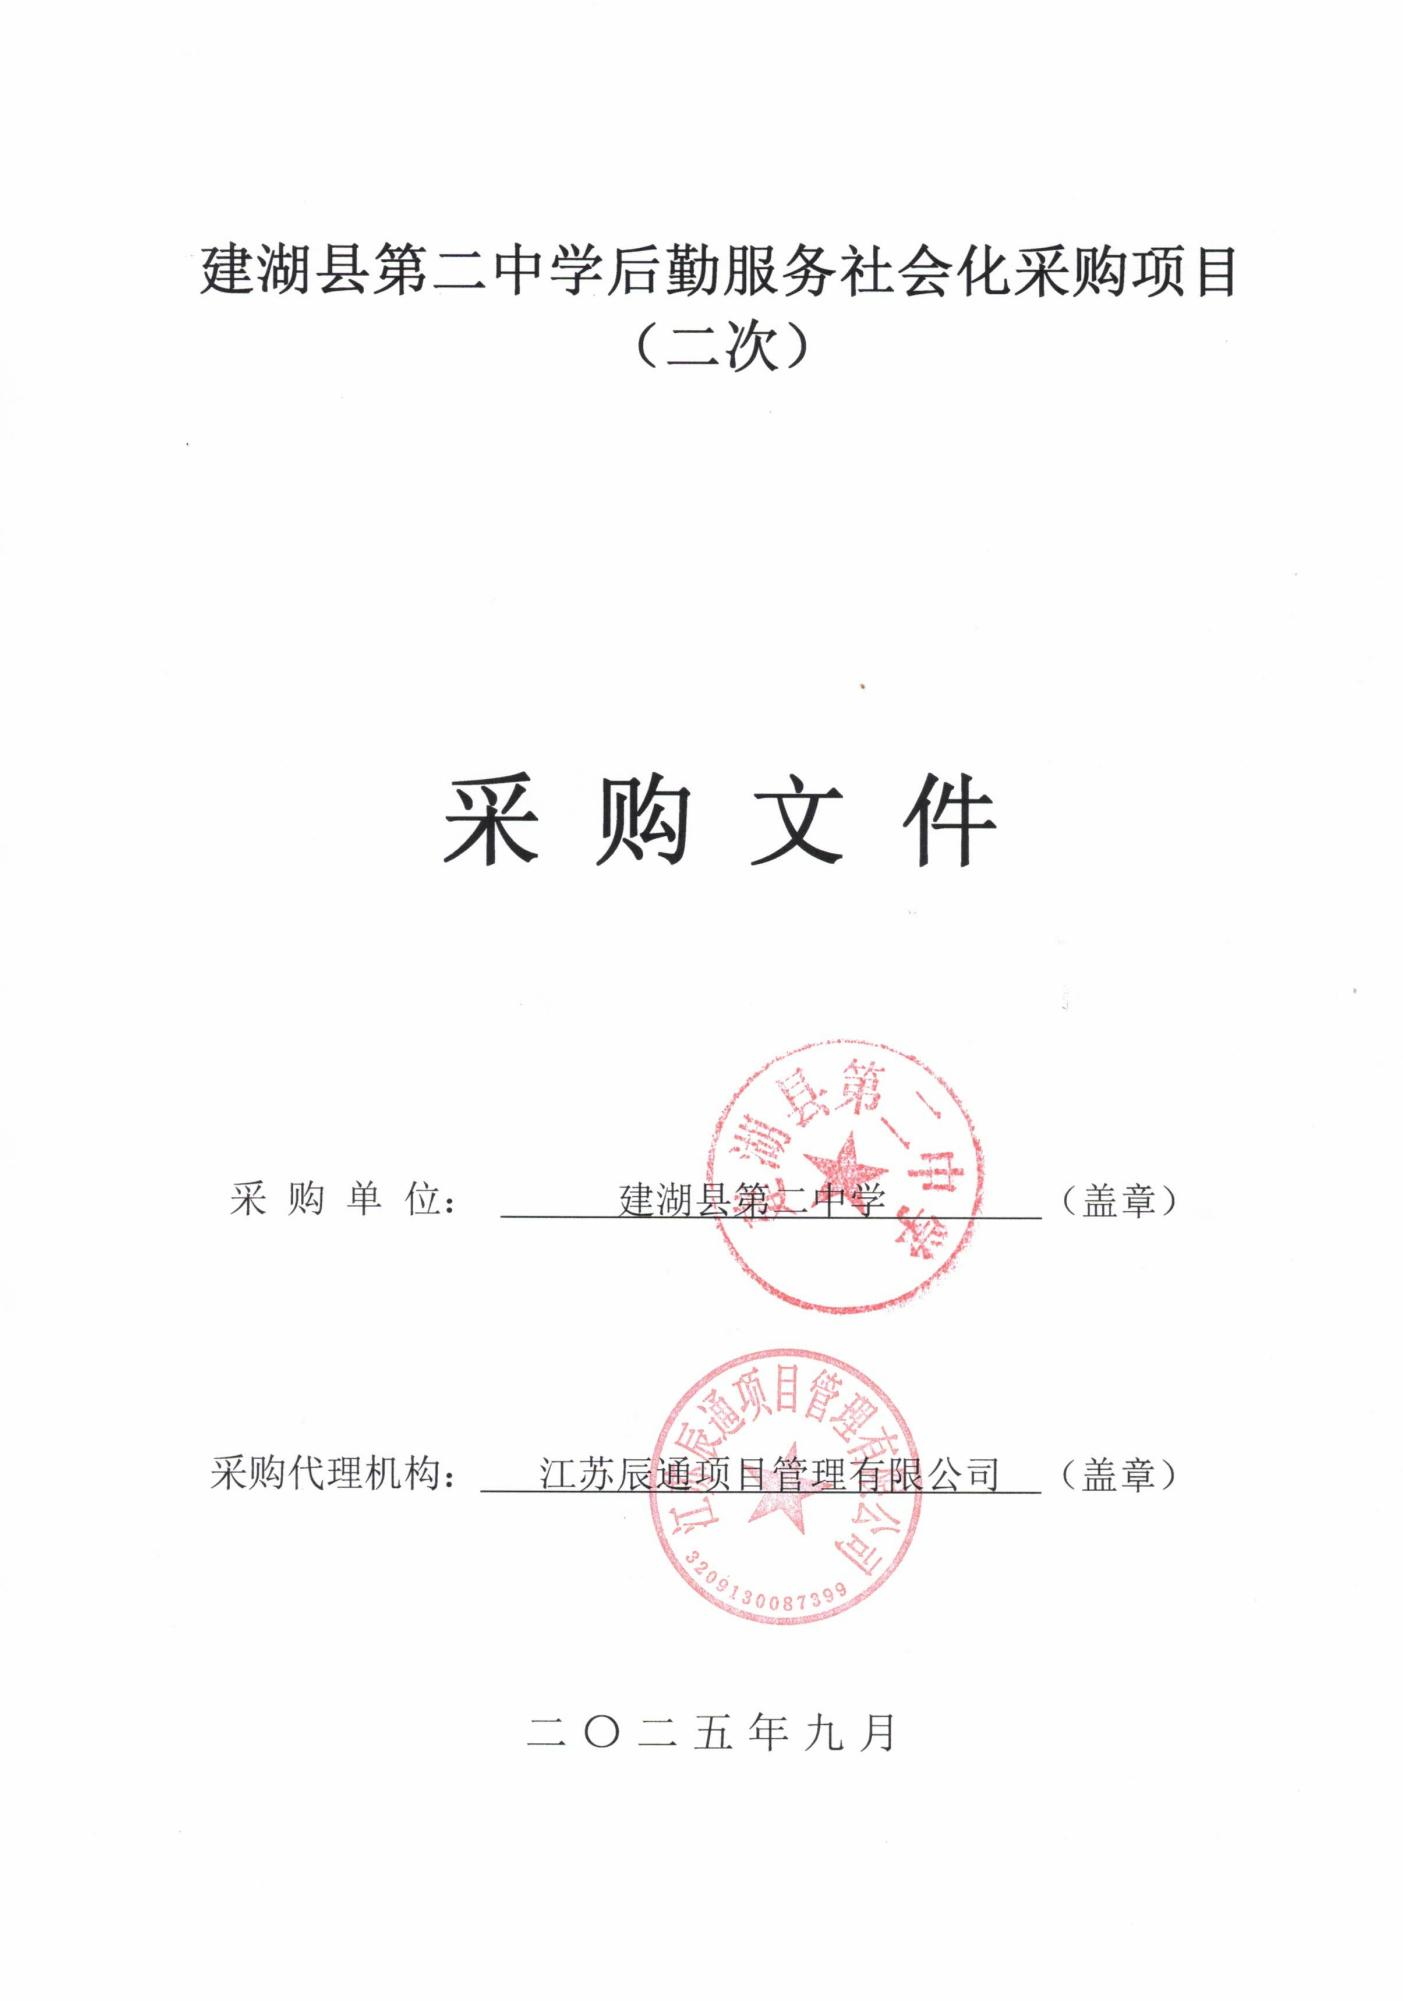 建湖县第二中学后勤服务社会化采购项目
（二次）
采购文件
建湖县第二中学
采购单位： 建湖县第二中学 （盖章）
江苏辰通项目管理有限公司
采购代理机构： 江苏辰通项目管理有限公司 （盖章）
3209130087399
二〇二五年九月